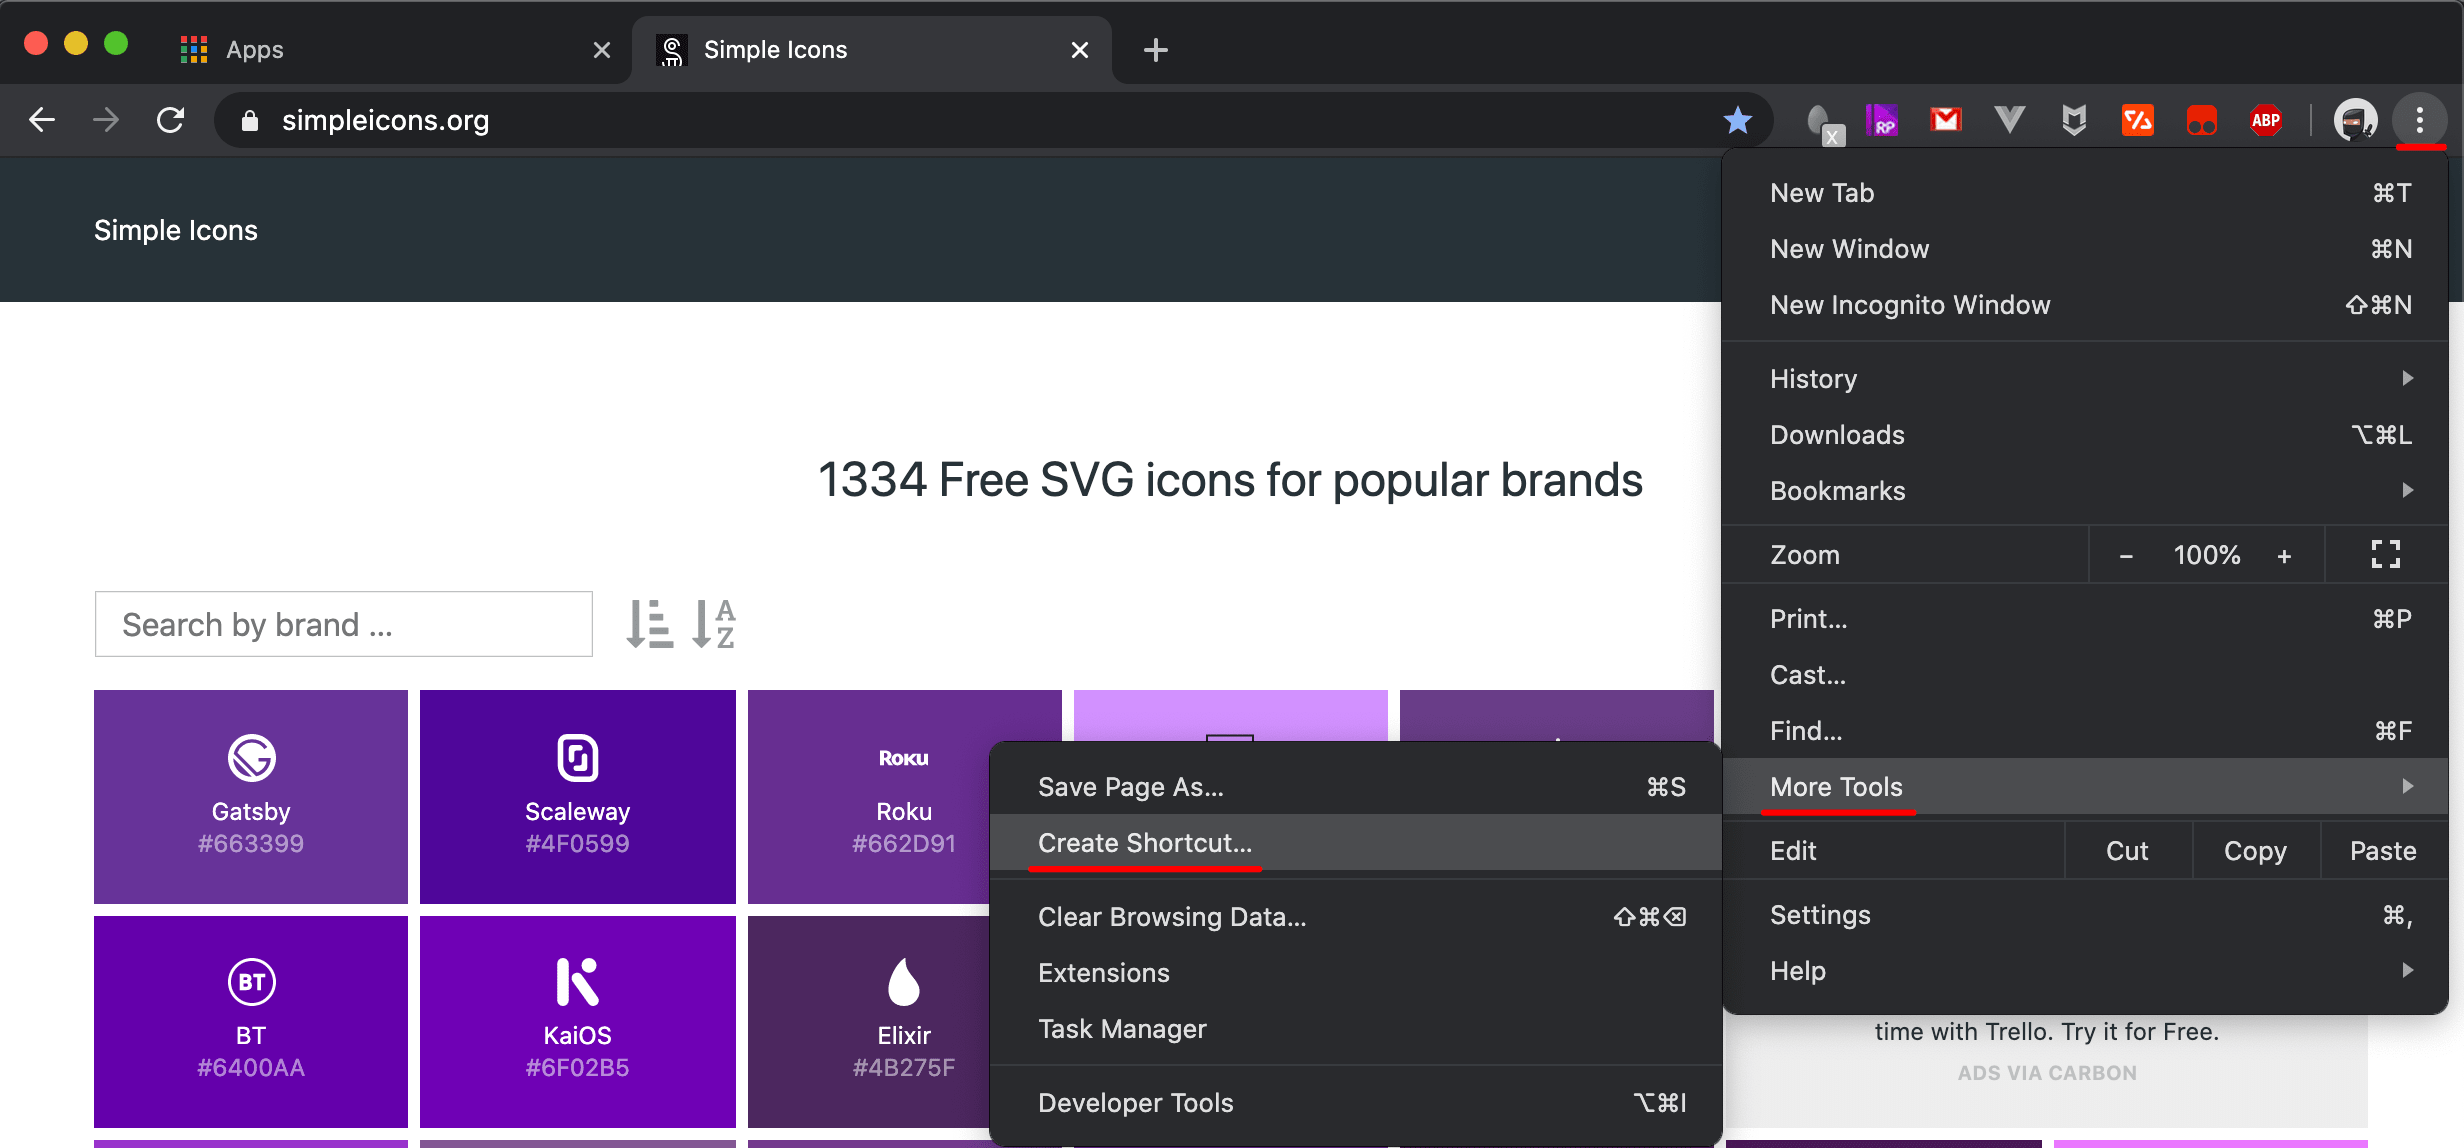 Apps
Simple Icons
simpleicons.org
X
RP
ABP
Simple Icons
1334 Free SVG icons for popular brands
Search by brand ...
A
Z
Gatsby
#663399
Scaleway
#4F0599
Roku
Roku
#662D91
BT
BT
#6400AA
KaiOS
#6F02B5
Elixir
#4B275F
New Tab ⌘T
New Window ⌘N
New Incognito Window ⇧⌘N
History
Downloads ⌥⌘L
Bookmarks
Zoom − 100% +
Print... ⌘P
Cast...
Find... ⌘F
More Tools
Edit Cut Copy Paste
Settings ⌘,
Help
Save Page As... ⌘S
Create Shortcut...
Clear Browsing Data... ⇧⌘⌫
Extensions
Task Manager
Developer Tools ⌥⌘I
time with Trello. Try it for Free.
ADS VIA CARBON